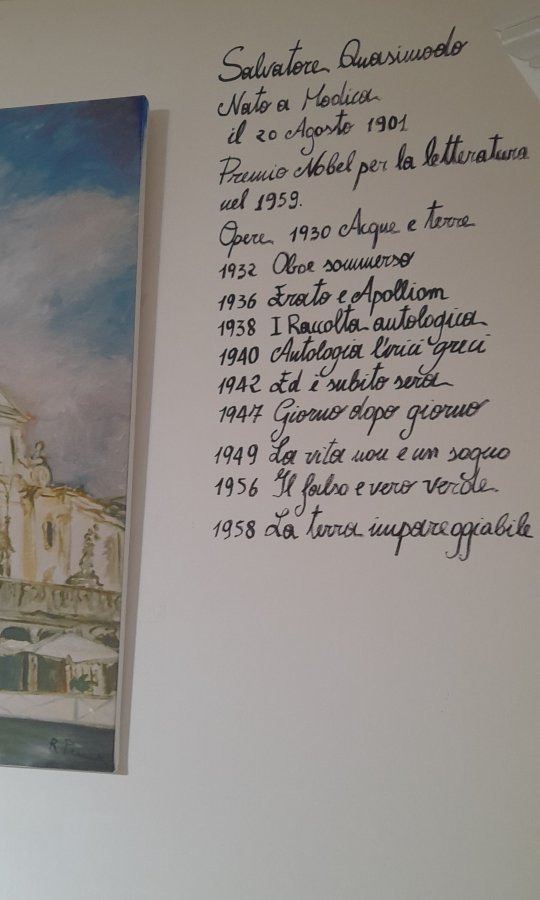 Salvatore Quasimodo
Nato a Modica
il 20 Agosto 1901
Premio Nobel per la letteratura
nel 1959.
Opere 1930 Acque e terre
1932 Oboe sommerso
1936 Erato e Apolliom
1938 I Raccolta autologica
1940 Antologia lirici greci
1942 Ed è subito sera
1947 Giorno dopo giorno
1949 La vita non e un sogno
1956 Il falso e vero verde.
1958 La terra impareggiabile
R.